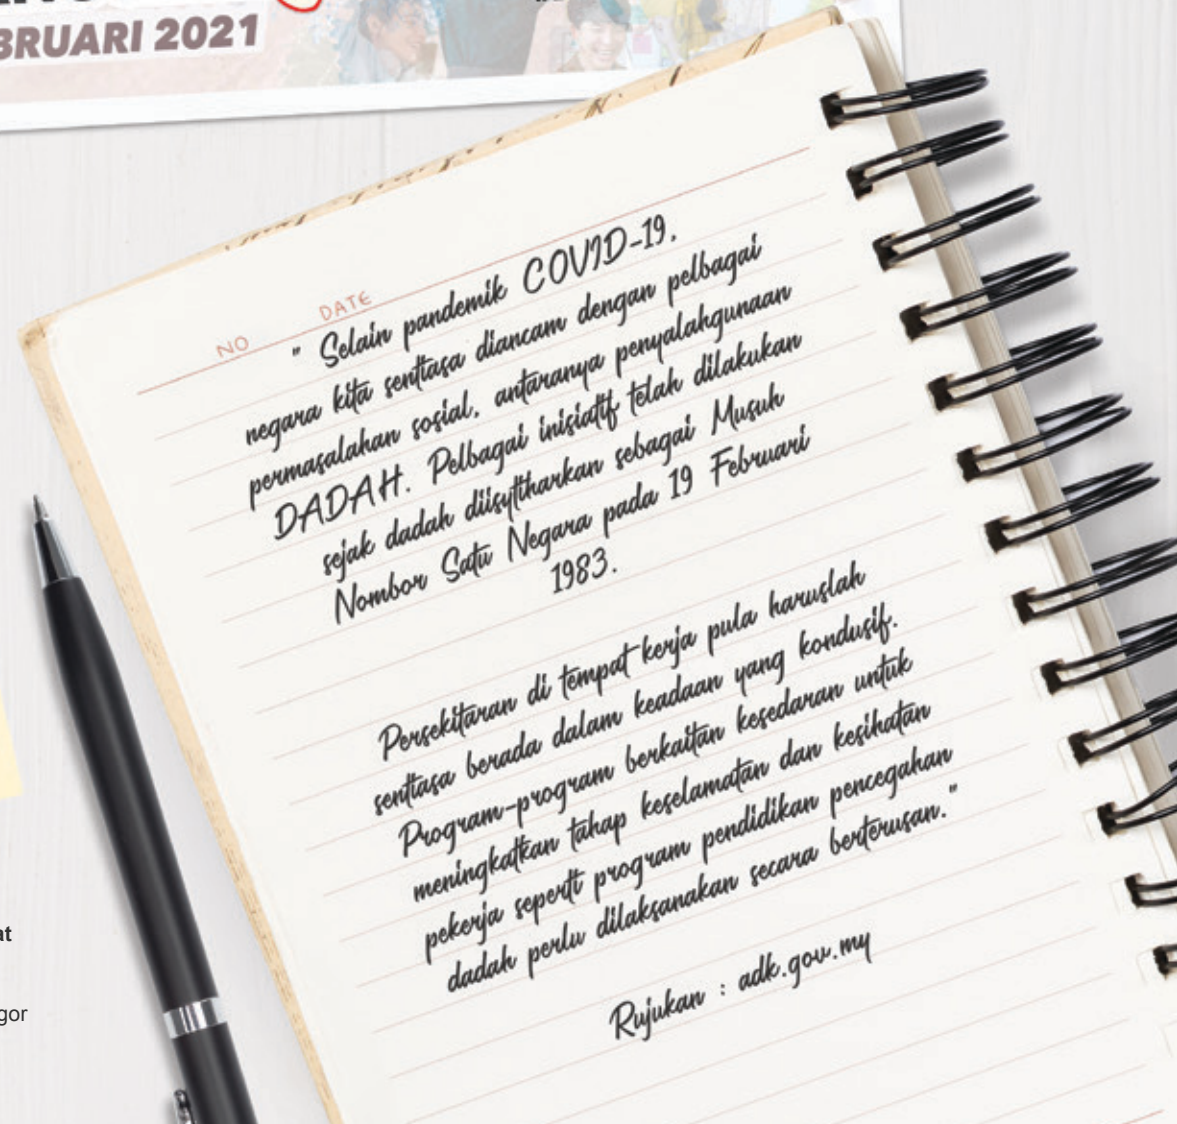 BRUARI 2021
NO
DATE
" Selain pandemik COVID-19,
negara kita sentiasa diancam dengan pelbagai
permasalahan sosial, antaranya penyalahgunaan
DADAH. Pelbagai inisiatif telah dilakukan
sejak dadah diisytiharkan sebagai Musuh
Nombor Satu Negara pada 19 Februari
1983.
Persekitaran di tempat kerja pula haruslah
sentiasa berada dalam keadaan yang kondusif.
Program-program berkaitan kesedaran untuk
meningkatkan tahap keselamatan dan kesihatan
pekerja seperti program pendidikan pencegahan
dadah perlu dilaksanakan secara berterusan."
Rujukan : adk.gov.my
at
gor